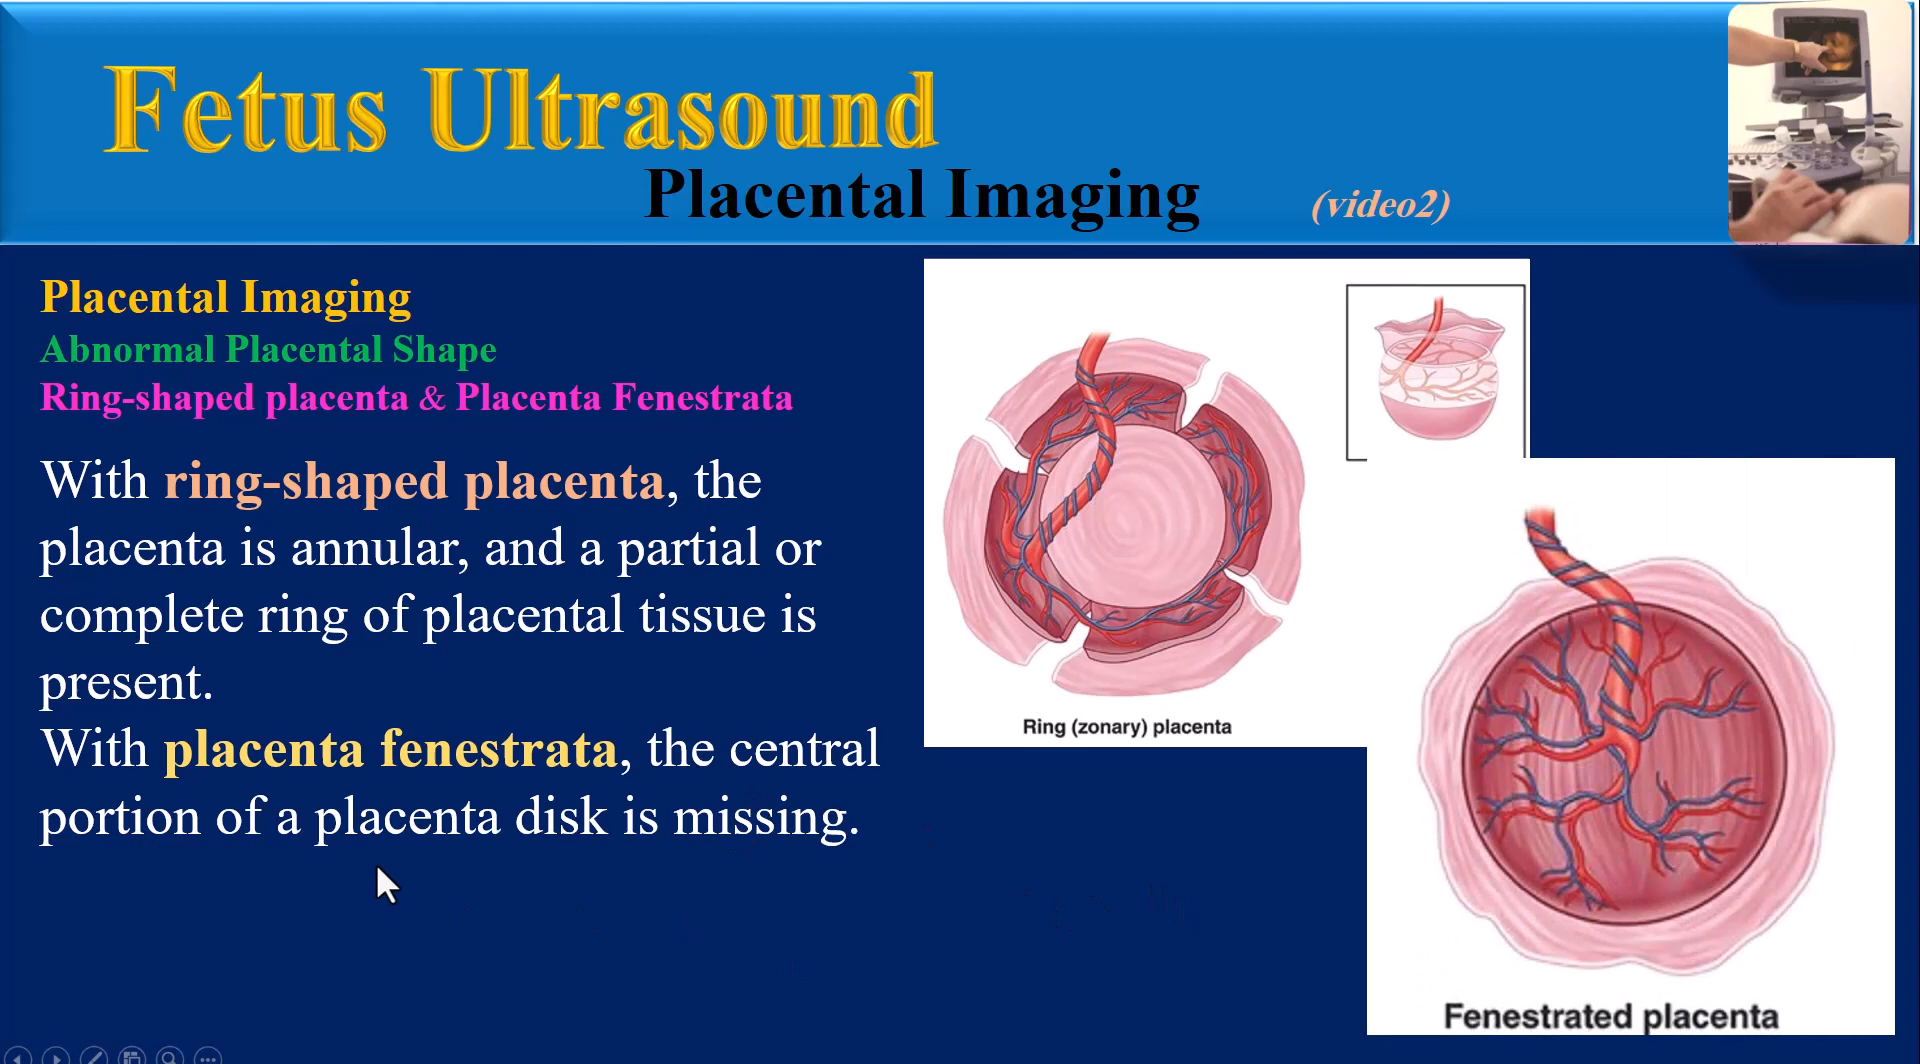 Fetus Ultrasound
Placental Imaging
(video2)
Placental Imaging
Abnormal Placental Shape
Ring-shaped placenta & Placenta Fenestrata
With ring-shaped placenta, the
placenta is annular, and a partial or
complete ring of placental tissue is
present.
With placenta fenestrata, the central
portion of a placenta disk is missing.
Ring (zonary) placenta
Fenestrated placenta